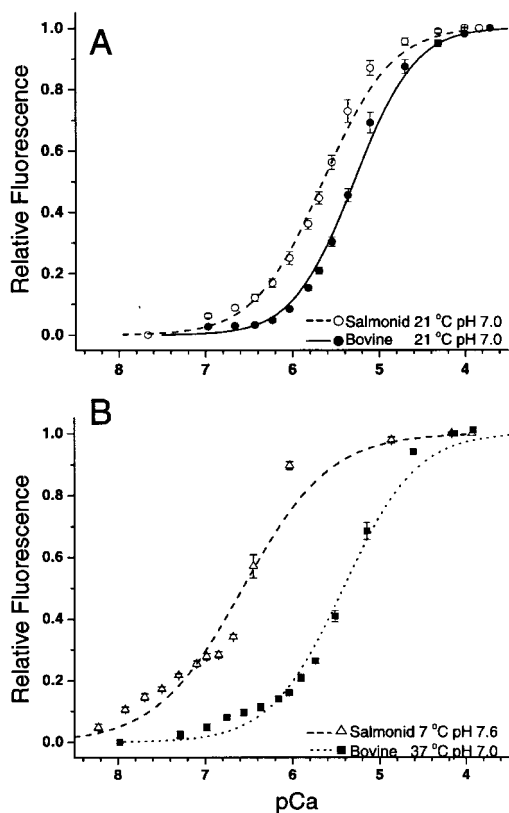 A
Relative Fluorescence
1.0
0.8
0.6
0.4
0.2
0.0
Salmonid 21 °C pH 7.0
Bovine 21 °C pH 7.0
8 7 6 5 4
B
Relative Fluorescence
1.0
0.8
0.6
0.4
0.2
0.0
Salmonid 7 °C pH 7.6
Bovine 37 °C pH 7.0
8 7 6 5 4
pCa